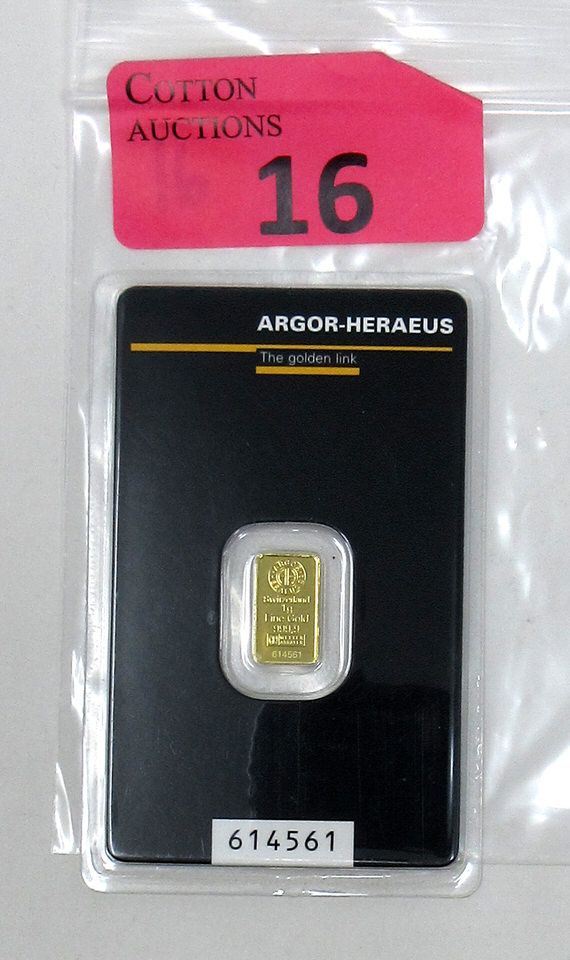 COTTON
AUCTIONS
16
ARGOR-HERAEUS
The golden link
Switzerland
1g
Fine Gold
999,9
614561
614561